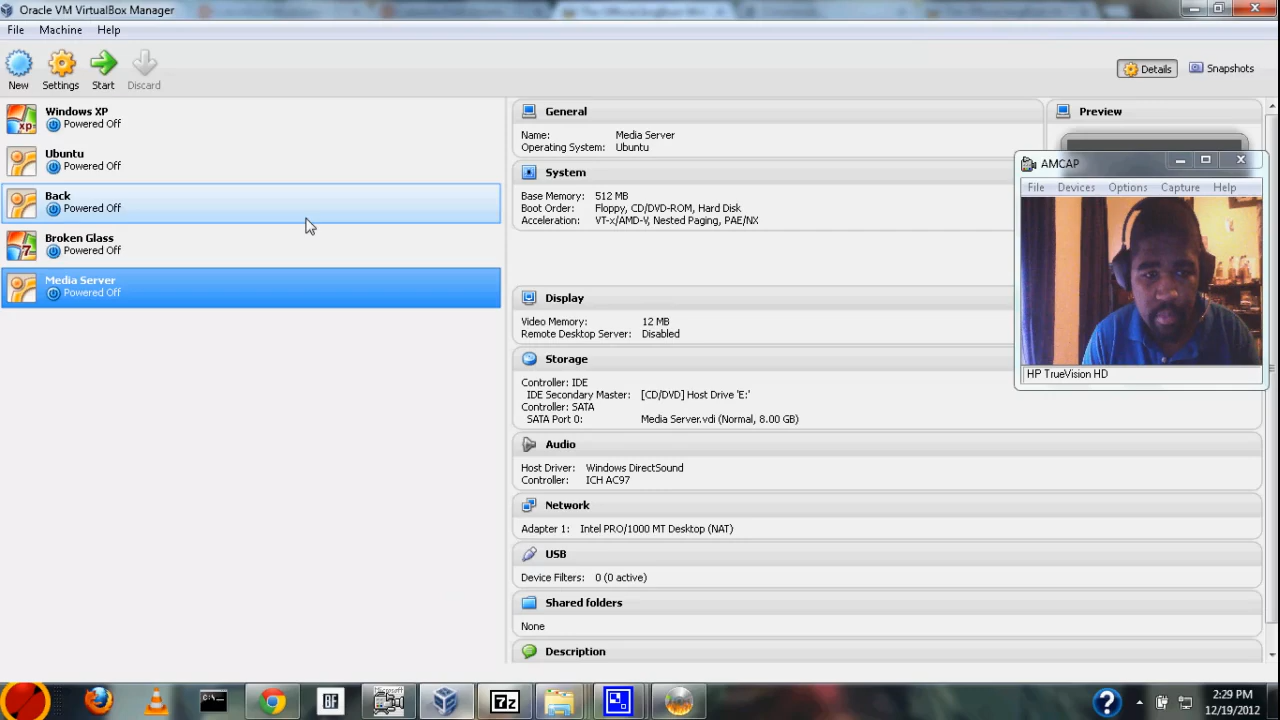 Oracle VM VirtualBox Manager
File Machine Help
New Settings Start Discard
Details Snapshots
Windows XP
Powered Off
Ubuntu
Powered Off
Back
Powered Off
Broken Glass
Powered Off
Media Server
Powered Off
General
Name: Media Server
Operating System: Ubuntu
Preview
System
Base Memory: 512 MB
Boot Order: Floppy, CD/DVD-ROM, Hard Disk
Acceleration: VT-x/AMD-V, Nested Paging, PAE/NX
Display
Video Memory: 12 MB
Remote Desktop Server: Disabled
Storage
Controller: IDE
IDE Secondary Master: [CD/DVD] Host Drive 'E:'
Controller: SATA
SATA Port 0: Media Server.vdi (Normal, 8.00 GB)
Audio
Host Driver: Windows DirectSound
Controller: ICH AC97
Network
Adapter 1: Intel PRO/1000 MT Desktop (NAT)
USB
Device Filters: 0 (0 active)
Shared folders
None
Description
AMCAP
File Devices Options Capture Help
HP TrueVision HD
xp
7
C:\_
BF
Microsoft
7z
?
2:29 PM
12/19/2012